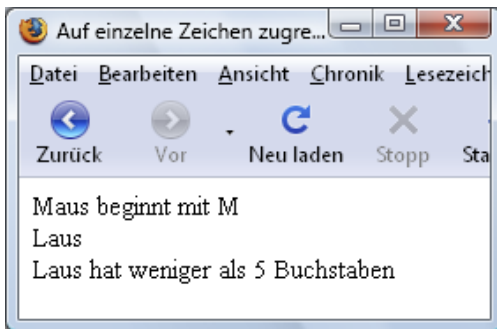 Auf einzelne Zeichen zugre...
Datei Bearbeiten Ansicht Chronik Lesezeich
Zurück Vor Neu laden Stopp Sta
Maus beginnt mit M
Laus
Laus hat weniger als 5 Buchstaben